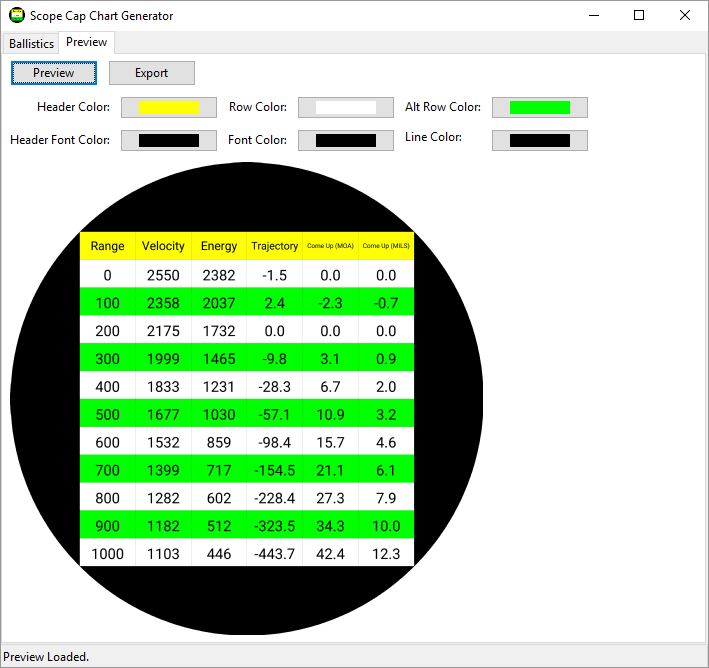 Scope Cap Chart Generator
Ballistics Preview
Preview Export
Header Color: Row Color: Alt Row Color:
Header Font Color: Font Color: Line Color:
Range Velocity Energy Trajectory Come Up (MOA) Come Up (MILS)
0 2550 2382 -1.5 0.0 0.0
100 2358 2037 2.4 -2.3 -0.7
200 2175 1732 0.0 0.0 0.0
300 1999 1465 -9.8 3.1 0.9
400 1833 1231 -28.3 6.7 2.0
500 1677 1030 -57.1 10.9 3.2
600 1532 859 -98.4 15.7 4.6
700 1399 717 -154.5 21.1 6.1
800 1282 602 -228.4 27.3 7.9
900 1182 512 -323.5 34.3 10.0
1000 1103 446 -443.7 42.4 12.3
Preview Loaded.